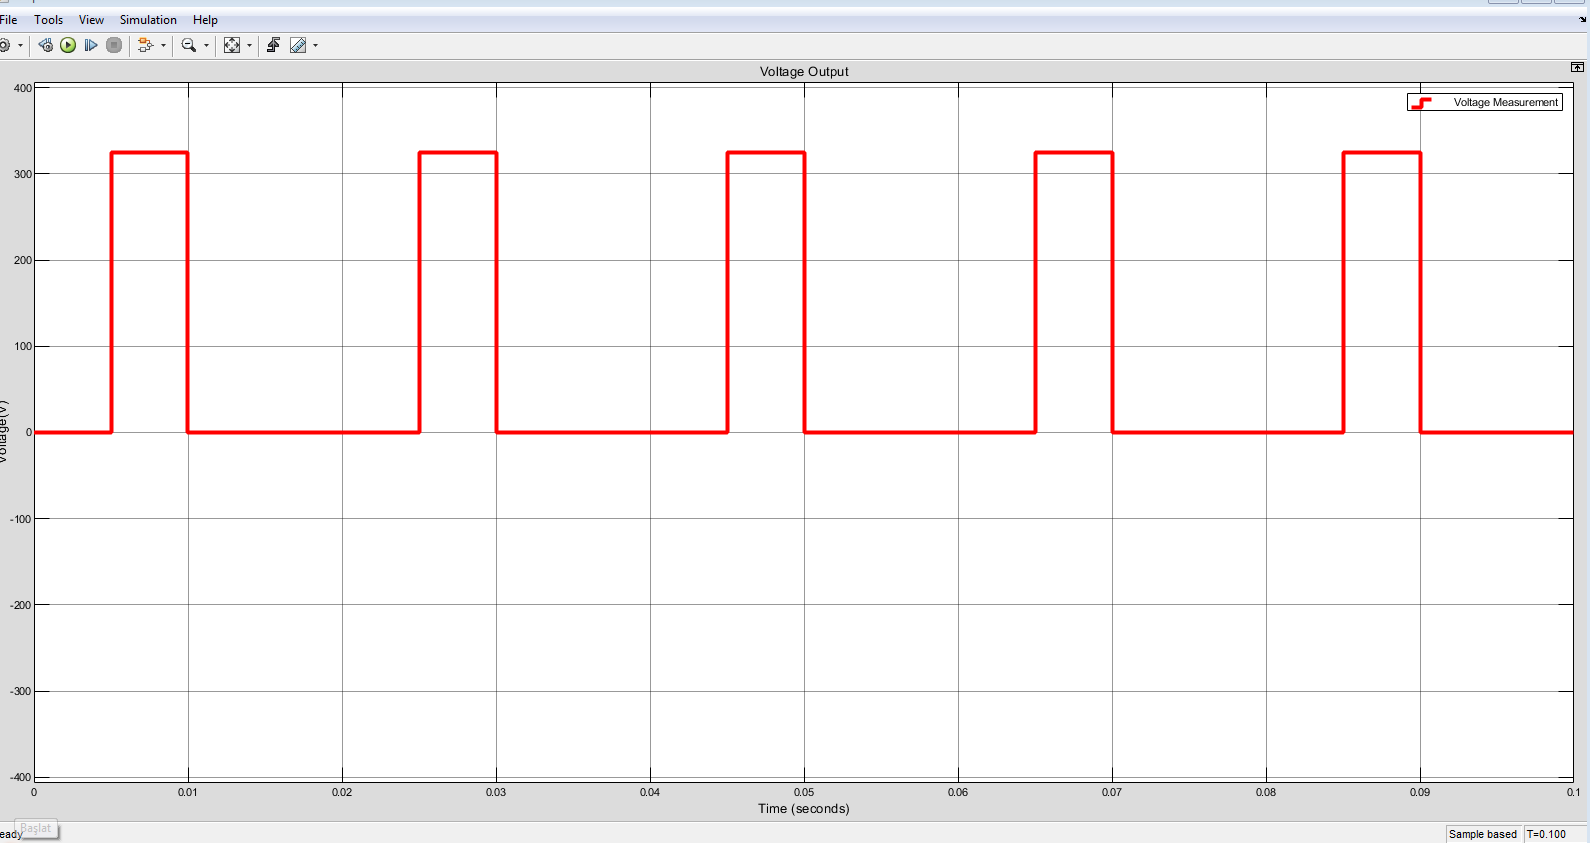 File Tools View Simulation Help
Voltage Output
Voltage Measurement
400
300
200
100
0
-100
-200
-300
-400
Voltage(V)
0 0.01 0.02 0.03 0.04 0.05 0.06 0.07 0.08 0.09 0.1
Time (seconds)
eady
Başlat
Sample based T=0.100